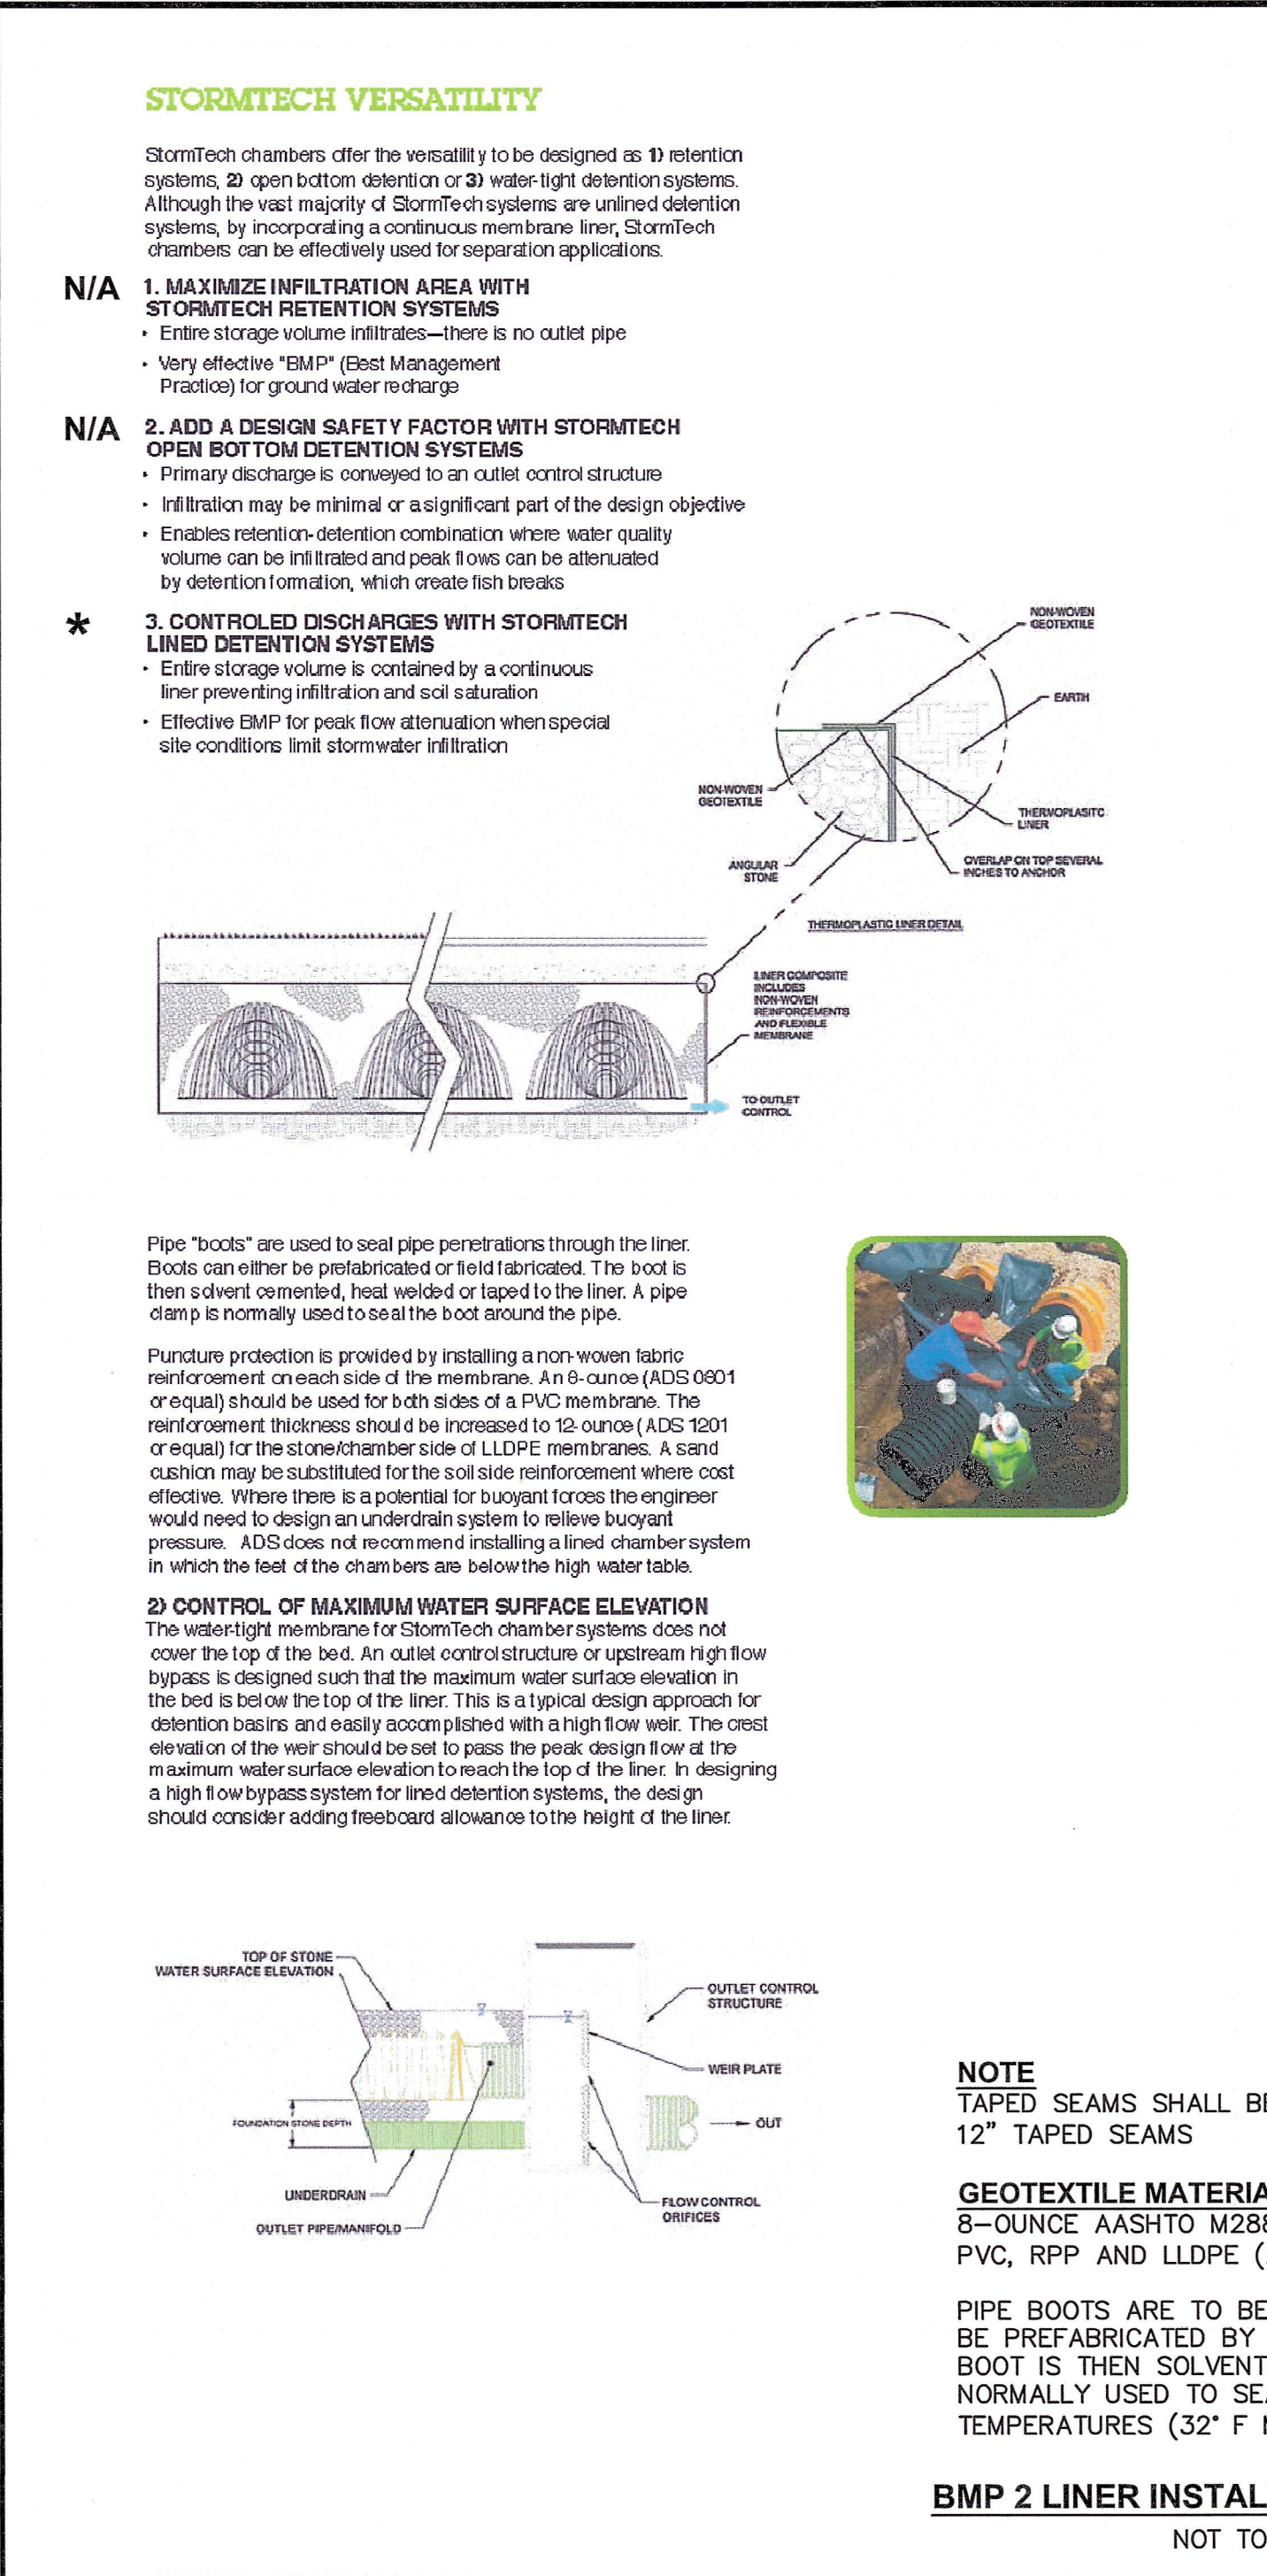 STORMTECH VERSATILITY
StormTech chambers offer the versatility to be designed as 1) retention
systems, 2) open bottom detention or 3) water-tight detention systems.
Although the vast majority of StormTech systems are unlined detention
systems, by incorporating a continuous membrane liner, StormTech
chambers can be effectively used for separation applications.
N/A 1. MAXIMIZE INFILTRATION AREA WITH
STORMTECH RETENTION SYSTEMS
• Entire storage volume infiltrates—there is no outlet pipe
• Very effective "BMP" (Best Management
Practice) for ground water recharge
N/A 2. ADD A DESIGN SAFETY FACTOR WITH STORMTECH
OPEN BOTTOM DETENTION SYSTEMS
• Primary discharge is conveyed to an outlet control structure
• Infiltration may be minimal or a significant part of the design objective
• Enables retention-detention combination where water quality
volume can be infiltrated and peak flows can be attenuated
by detention formation, which create fish breaks
* 3. CONTROLED DISCHARGES WITH STORMTECH
LINED DETENTION SYSTEMS
• Entire storage volume is contained by a continuous
liner preventing infiltration and soil saturation
• Effective BMP for peak flow attenuation when special
site conditions limit stormwater infiltration
NON-WOVEN
GEOTEXTILE
EARTH
NON-WOVEN
GEOTEXTILE
THERMOPLASITC
LINER
ANGULAR
STONE
OVERLAP ON TOP SEVERAL
INCHES TO ANCHOR
THERMOPLASTIC LINER DETAIL
LINER COMPOSITE
INCLUDES
NON-WOVEN
REINFORCEMENTS
AND FLEXIBLE
MEMBRANE
TO OUTLET
CONTROL
Pipe "boots" are used to seal pipe penetrations through the liner.
Boots can either be prefabricated or field fabricated. The boot is
then solvent cemented, heat welded or taped to the liner. A pipe
clamp is normally used to seal the boot around the pipe.
Puncture protection is provided by installing a non-woven fabric
reinforcement on each side of the membrane. An 8-ounce (ADS 0801
or equal) should be used for both sides of a PVC membrane. The
reinforcement thickness should be increased to 12-ounce (ADS 1201
or equal) for the stone/chamber side of LLDPE membranes. A sand
cushion may be substituted for the soil side reinforcement where cost
effective. Where there is a potential for buoyant forces the engineer
would need to design an underdrain system to relieve buoyant
pressure. ADS does not recommend installing a lined chamber system
in which the feet of the chambers are below the high water table.
2) CONTROL OF MAXIMUM WATER SURFACE ELEVATION
The water-tight membrane for StormTech chamber systems does not
cover the top of the bed. An outlet control structure or upstream high flow
bypass is designed such that the maximum water surface elevation in
the bed is below the top of the liner. This is a typical design approach for
detention basins and easily accomplished with a high flow weir. The crest
elevation of the weir should be set to pass the peak design flow at the
maximum water surface elevation to reach the top of the liner. In designing
a high flow bypass system for lined detention systems, the design
should consider adding freeboard allowance to the height of the liner.
TOP OF STONE
WATER SURFACE ELEVATION
OUTLET CONTROL
STRUCTURE
WEIR PLATE
FOUNDATION STONE DEPTH
OUT
UNDERDRAIN
FLOW CONTROL
ORIFICES
OUTLET PIPE/MANIFOLD
NOTE
TAPED SEAMS SHALL BE
12" TAPED SEAMS
GEOTEXTILE MATERIA
8-OUNCE AASHTO M288
PVC, RPP AND LLDPE (
PIPE BOOTS ARE TO BE
BE PREFABRICATED BY
BOOT IS THEN SOLVENT
NORMALLY USED TO SEA
TEMPERATURES (32° F
BMP 2 LINER INSTAL
NOT TO